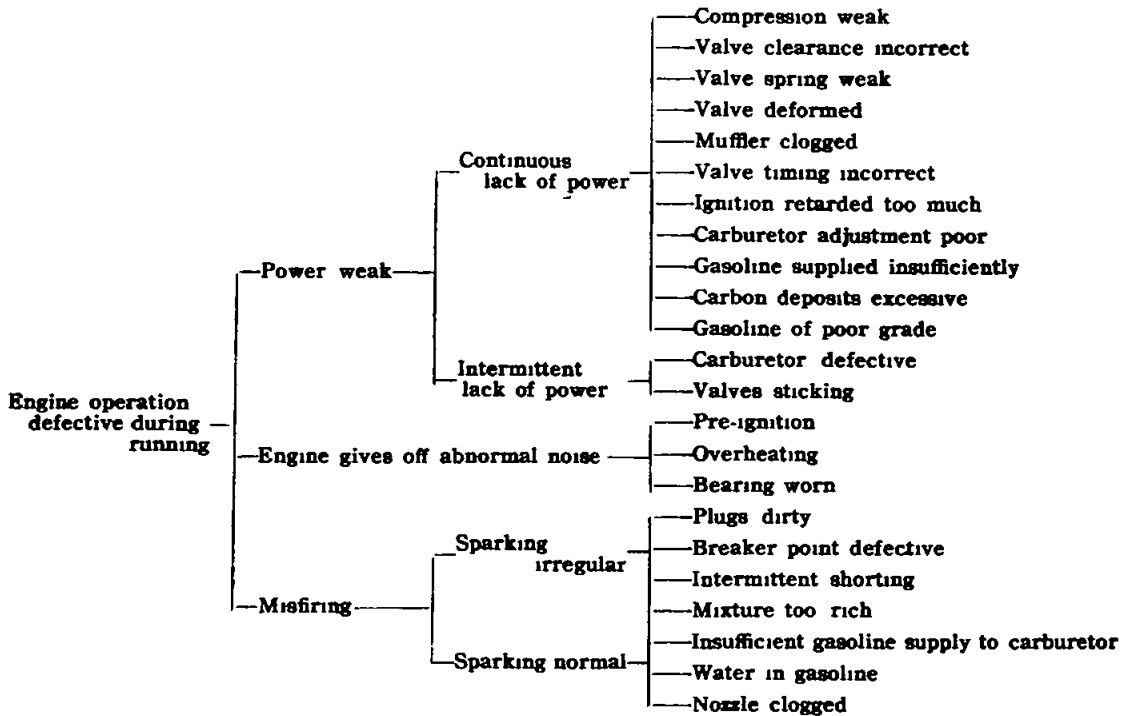 Compression weak
Valve clearance incorrect
Valve spring weak
Valve deformed
Muffler clogged
Continuous
lack of power
Valve timing incorrect
Ignition retarded too much
Carburetor adjustment poor
Power weak
Gasoline supplied insufficiently
Carbon deposits excessive
Gasoline of poor grade
Intermittent
lack of power
Carburetor defective
Valves sticking
Engine operation
defective during
running
Pre-ignition
Engine gives off abnormal noise
Overheating
Bearing worn
Plugs dirty
Sparking
irregular
Breaker point defective
Intermittent shorting
Misfiring
Mixture too rich
Insufficient gasoline supply to carburetor
Sparking normal
Water in gasoline
Nozzle clogged